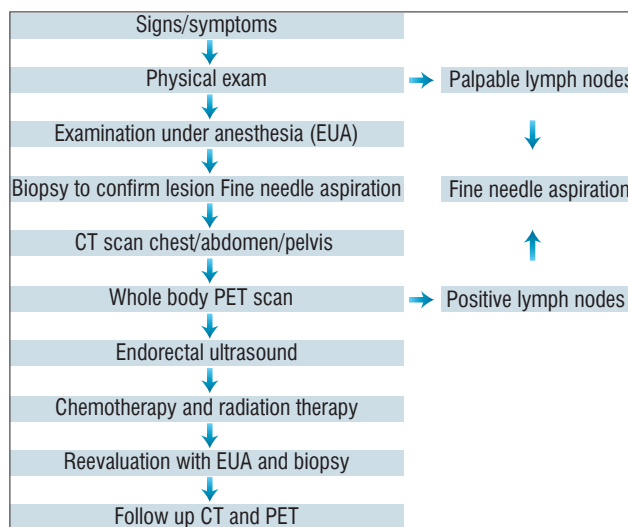 Signs/symptoms
Physical exam
Palpable lymph nodes
Examination under anesthesia (EUA)
Biopsy to confirm lesion Fine needle aspiration
Fine needle aspiration
CT scan chest/abdomen/pelvis
Whole body PET scan
Positive lymph nodes
Endorectal ultrasound
Chemotherapy and radiation therapy
Reevaluation with EUA and biopsy
Follow up CT and PET